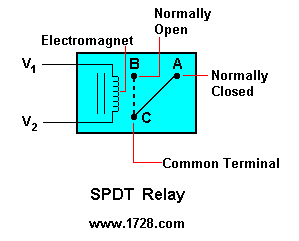 Normally
Open
Electromagnet
V1
B
A
Normally
Closed
V2
C
Common Terminal
SPDT Relay
www.1728.com